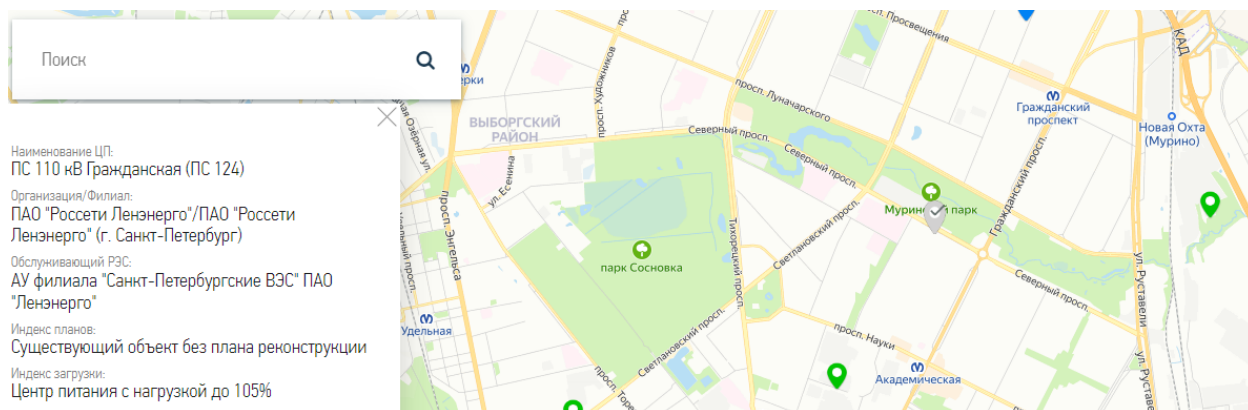 Поиск
Наименование ЦП:
ПС 110 кВ Гражданская (ПС 124)
Организация/Филиал:
ПАО "Россети Ленэнерго"/ПАО "Россети
Ленэнерго" (г. Санкт-Петербург)
Обслуживающий РЭС:
АУ филиала "Санкт-Петербургские ВЭС" ПАО
"Ленэнерго"
Индекс планов:
Существующий объект без плана реконструкции
Индекс загрузки:
Центр питания с нагрузкой до 105%
ВЫБОРГСКИЙ
РАЙОН
просп. Художников
просп. Просвещения
КАД
просп. Луначарского
Гражданский
проспект
Новая Охта
(Мурино)
Северный просп.
Северный просп.
ул. Есенина
просп. Энгельса
парк Сосновка
Тихорецкий просп.
Светлановский просп.
Гражданский просп.
Северный просп.
ул. Руставели
Удельная
Светлановский просп.
просп. Науки
Академическая
ул. Руставели